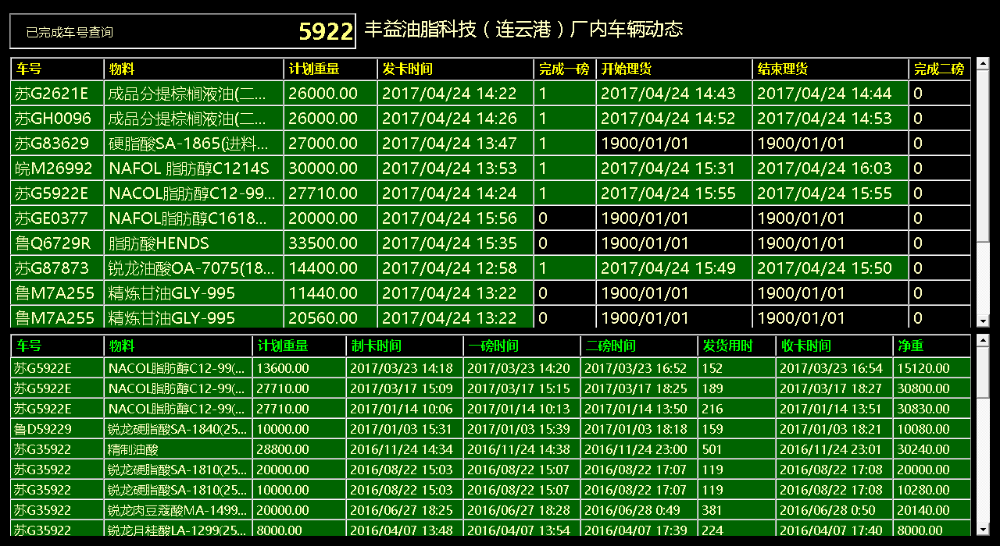 已完成车号查询 5922 丰益油脂科技（连云港）厂内车辆动态
车号 物料 计划重量 发卡时间 完成一磅 开始理货 结束理货 完成二磅
苏G2621E 成品分提棕榈液油(二... 26000.00 2017/04/24 14:22 1 2017/04/24 14:43 2017/04/24 14:44 0
苏GH0096 成品分提棕榈液油(二... 26000.00 2017/04/24 14:26 1 2017/04/24 14:52 2017/04/24 14:53 0
苏G83629 硬脂酸SA-1865(进料... 27000.00 2017/04/24 13:47 1 1900/01/01 1900/01/01 0
皖M26992 NAFOL 脂肪醇C1214S 30000.00 2017/04/24 13:53 1 2017/04/24 15:31 2017/04/24 16:03 0
苏G5922E NACOL脂肪醇C12-99... 27710.00 2017/04/24 14:24 1 2017/04/24 15:55 2017/04/24 15:55 0
苏GE0377 NAFOL脂肪醇C1618... 20000.00 2017/04/24 15:56 0 1900/01/01 1900/01/01 0
鲁Q6729R 脂肪酸HENDS 33500.00 2017/04/24 15:35 0 1900/01/01 1900/01/01 0
苏G87873 锐龙油酸OA-7075(18... 14400.00 2017/04/24 12:58 1 2017/04/24 15:49 2017/04/24 15:50 0
鲁M7A255 精炼甘油GLY-995 11440.00 2017/04/24 13:22 0 1900/01/01 1900/01/01 0
鲁M7A255 精炼甘油GLY-995 20560.00 2017/04/24 13:22 0 1900/01/01 1900/01/01 0
车号 物料 计划重量 制卡时间 一磅时间 二磅时间 发货用时 收卡时间 净重
苏G5922E NACOL脂肪醇C12-99(... 13600.00 2017/03/23 14:18 2017/03/23 14:20 2017/03/23 16:52 152 2017/03/23 16:54 15120.00
苏G5922E NACOL脂肪醇C12-99(... 27710.00 2017/03/17 15:09 2017/03/17 15:15 2017/03/17 18:25 189 2017/03/17 18:27 30800.00
苏G5922E NACOL脂肪醇C12-99(... 27710.00 2017/01/14 10:06 2017/01/14 10:13 2017/01/14 13:50 216 2017/01/14 13:51 30830.00
鲁D59229 锐龙硬脂酸SA-1840(25... 10000.00 2017/01/03 15:31 2017/01/03 15:39 2017/01/03 18:18 159 2017/01/03 18:21 10080.00
苏G35922 精制油酸 28800.00 2016/11/24 14:34 2016/11/24 14:38 2016/11/24 23:00 501 2016/11/24 23:01 30240.00
苏G35922 锐龙硬脂酸SA-1810(25... 20000.00 2016/08/22 15:03 2016/08/22 15:07 2016/08/22 17:07 119 2016/08/22 17:08 20000.00
苏G35922 锐龙硬脂酸SA-1810(25... 10000.00 2016/08/22 15:03 2016/08/22 15:07 2016/08/22 17:07 119 2016/08/22 17:08 10280.00
苏G35922 锐龙肉豆蔻酸MA-1499... 20000.00 2016/06/27 18:25 2016/06/27 18:28 2016/06/28 0:49 381 2016/06/28 0:50 20140.00
苏G35922 锐龙月桂酸LA-1299(25... 8000.00 2016/04/07 13:48 2016/04/07 13:54 2016/04/07 17:39 224 2016/04/07 17:40 8000.00